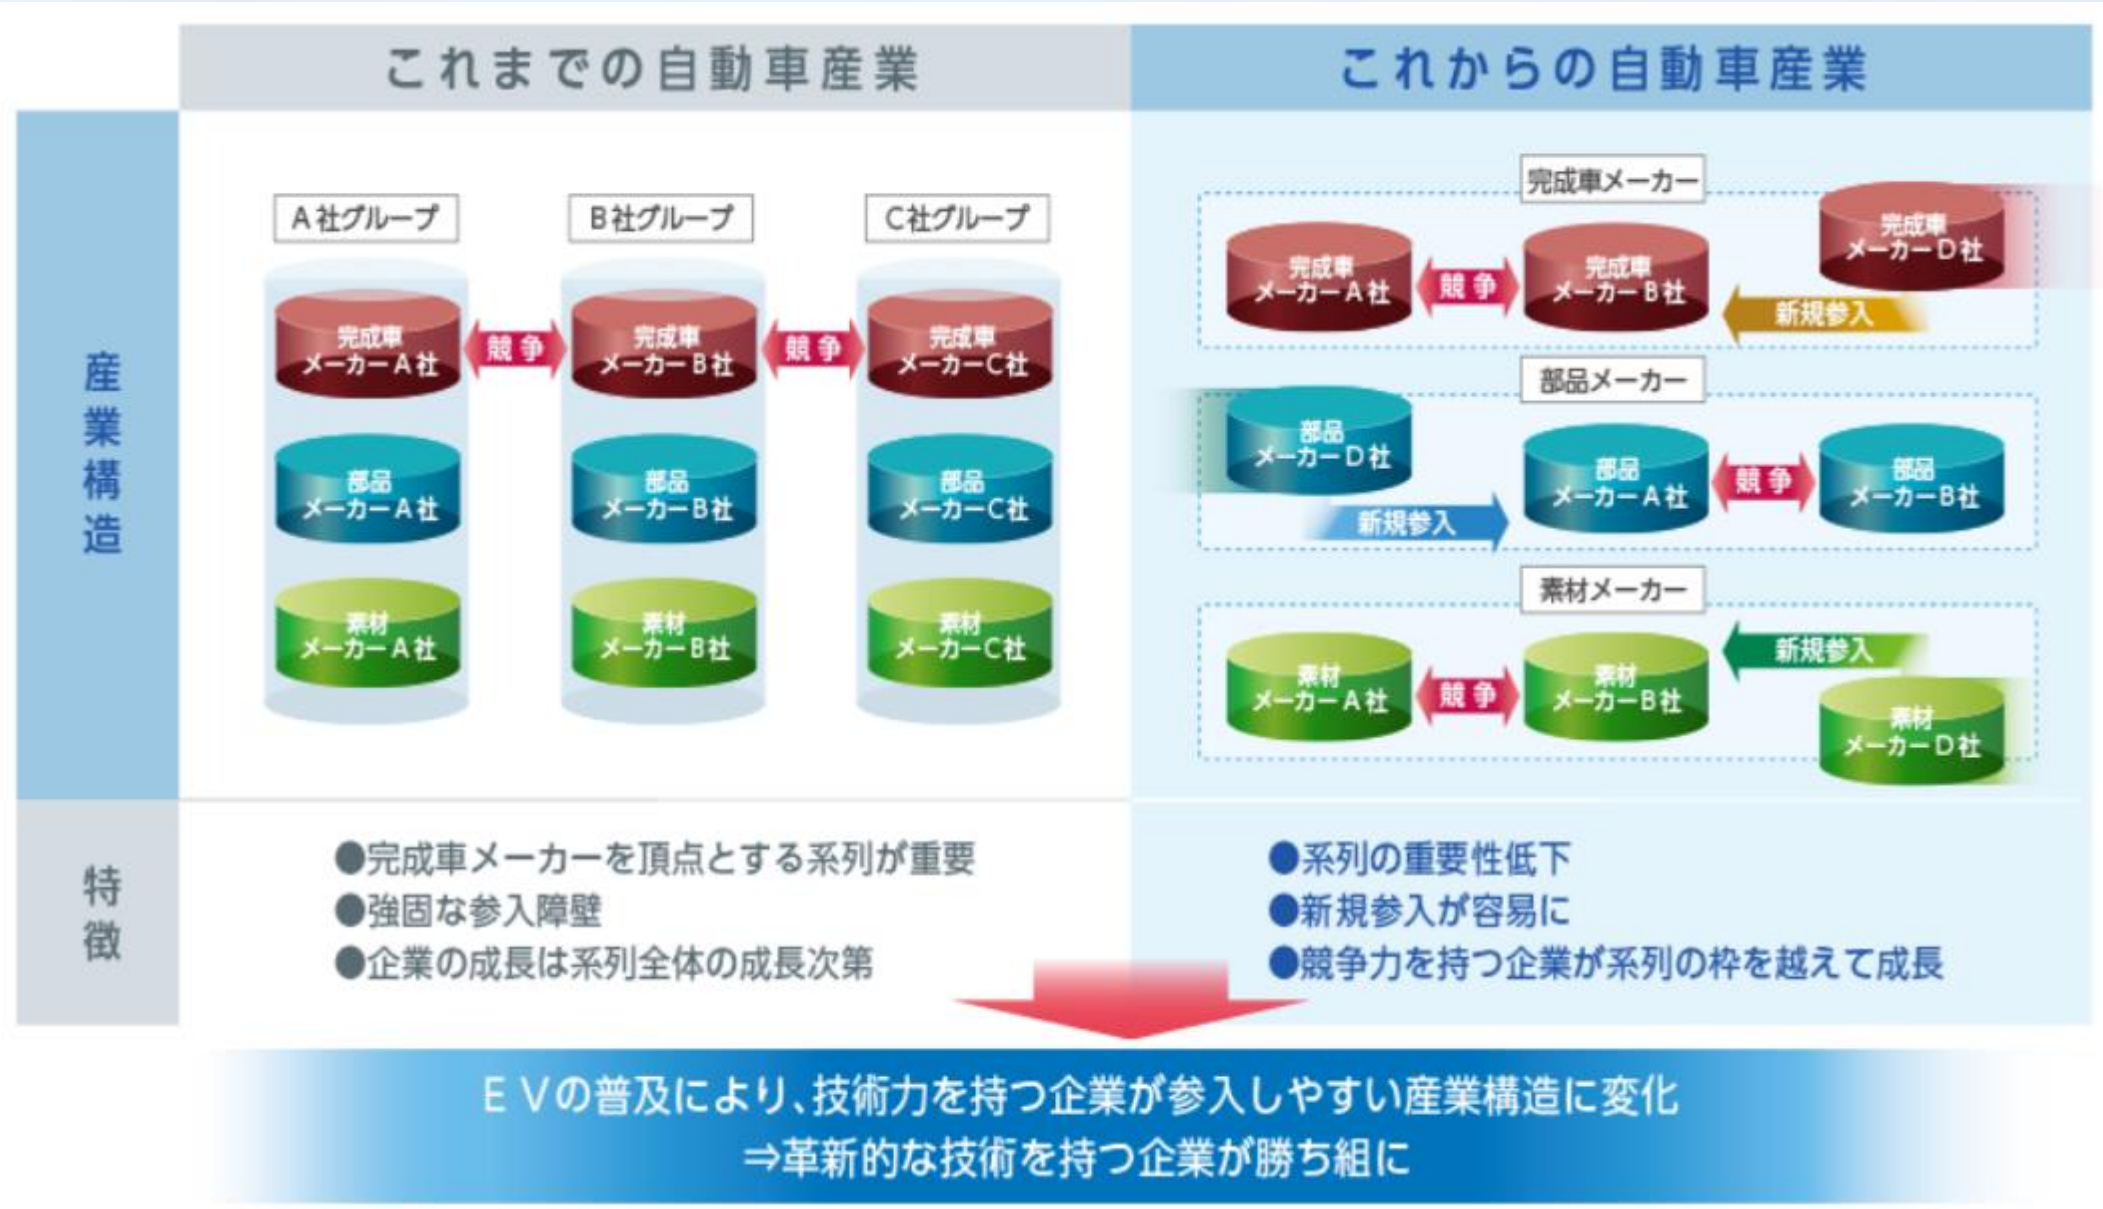 これまでの自動車産業
これからの自動車産業
産業構造
A社グループ
B社グループ
C社グループ
完成車
メーカーA社
競争
完成車
メーカーB社
競争
完成車
メーカーC社
部品
メーカーA社
部品
メーカーB社
部品
メーカーC社
素材
メーカーA社
素材
メーカーB社
素材
メーカーC社
完成車メーカー
完成車
メーカーA社
競争
完成車
メーカーB社
完成車
メーカーD社
新規参入
部品メーカー
部品
メーカーD社
新規参入
部品
メーカーA社
競争
部品
メーカーB社
素材メーカー
素材
メーカーA社
競争
素材
メーカーB社
新規参入
素材
メーカーD社
特徴
●完成車メーカーを頂点とする系列が重要
●強固な参入障壁
●企業の成長は系列全体の成長次第
●系列の重要性低下
●新規参入が容易に
●競争力を持つ企業が系列の枠を越えて成長
EVの普及により、技術力を持つ企業が参入しやすい産業構造に変化
⇒革新的な技術を持つ企業が勝ち組に